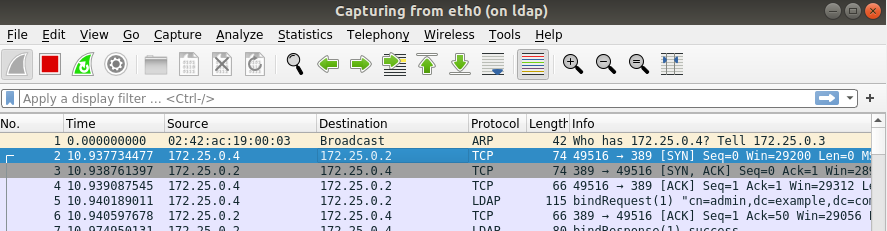 Capturing from eth0 (on ldap)
File Edit View Go Capture Analyze Statistics Telephony Wireless Tools Help
Apply a display filter … <Ctrl-/>
No. Time Source Destination Protocol Length Info
1 0.000000000 02:42:ac:19:00:03 Broadcast ARP 42 Who has 172.25.0.4? Tell 172.25.0.3
2 10.937734477 172.25.0.4 172.25.0.2 TCP 74 49516 → 389 [SYN] Seq=0 Win=29200 Len=0 M
3 10.938761397 172.25.0.2 172.25.0.4 TCP 74 389 → 49516 [SYN, ACK] Seq=0 Ack=1 Win=289
4 10.939087545 172.25.0.4 172.25.0.2 TCP 66 49516 → 389 [ACK] Seq=1 Ack=1 Win=29312 Le
5 10.940189011 172.25.0.4 172.25.0.2 LDAP 115 bindRequest(1) "cn=admin,dc=example,dc=com
6 10.940597678 172.25.0.2 172.25.0.4 TCP 66 389 → 49516 [ACK] Seq=1 Ack=50 Win=29056
7 10.974950131 172.25.0.2 172.25.0.4 LDAP 80 bindResponse(1) success